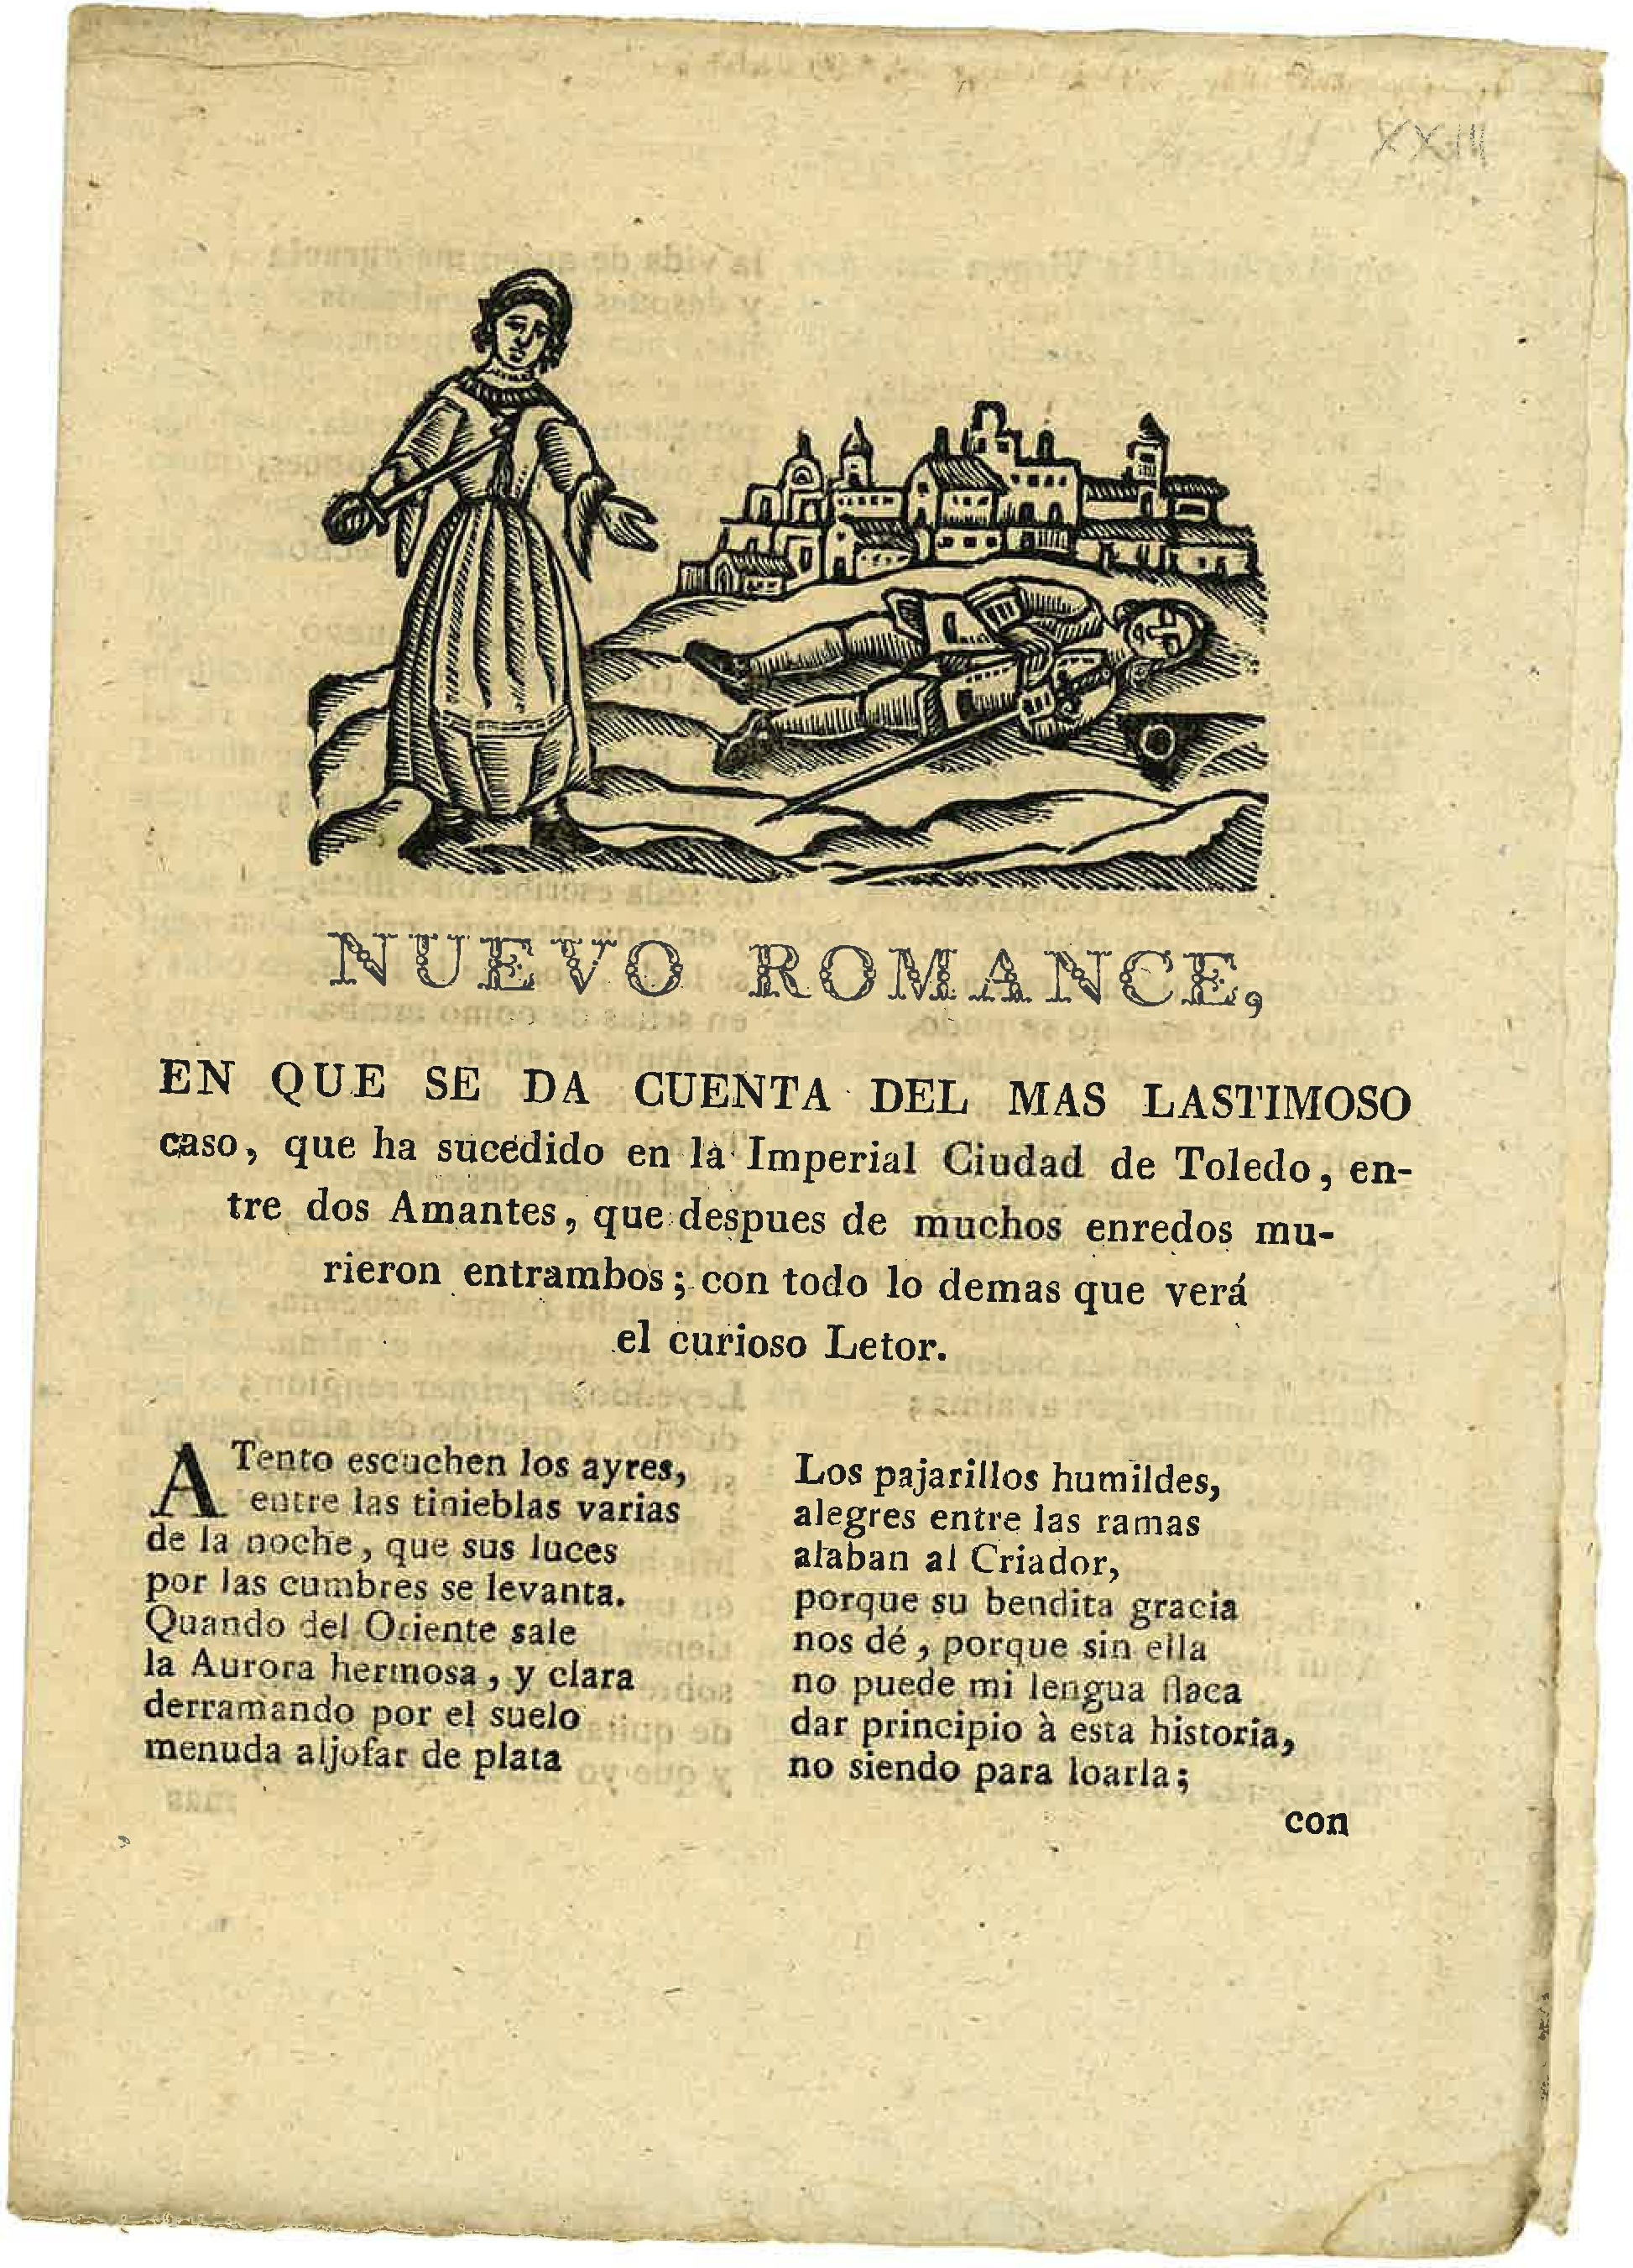 XXIII
NUEVO ROMANCE,
EN QUE SE DA CUENTA DEL MAS LASTIMOSO
caso, que ha sucedido en la Imperial Ciudad de Toledo, en-
tre dos Amantes, que despues de muchos enredos mu-
rieron entrambos; con todo lo demas que verá
el curioso Letor.
ATento escuchen los ayres,
entre las tinieblas varias
de la noche, que sus luces
por las cumbres se levanta.
Quando del Oriente sale
la Aurora hermosa, y clara
derramando por el suelo
menuda aljofar de plata
Los pajarillos humildes,
alegres entre las ramas
alaban al Criador,
porque su bendita gracia
nos dé, porque sin ella
no puede mi lengua flaca
dar principio à esta historia,
no siendo para loarla;
con